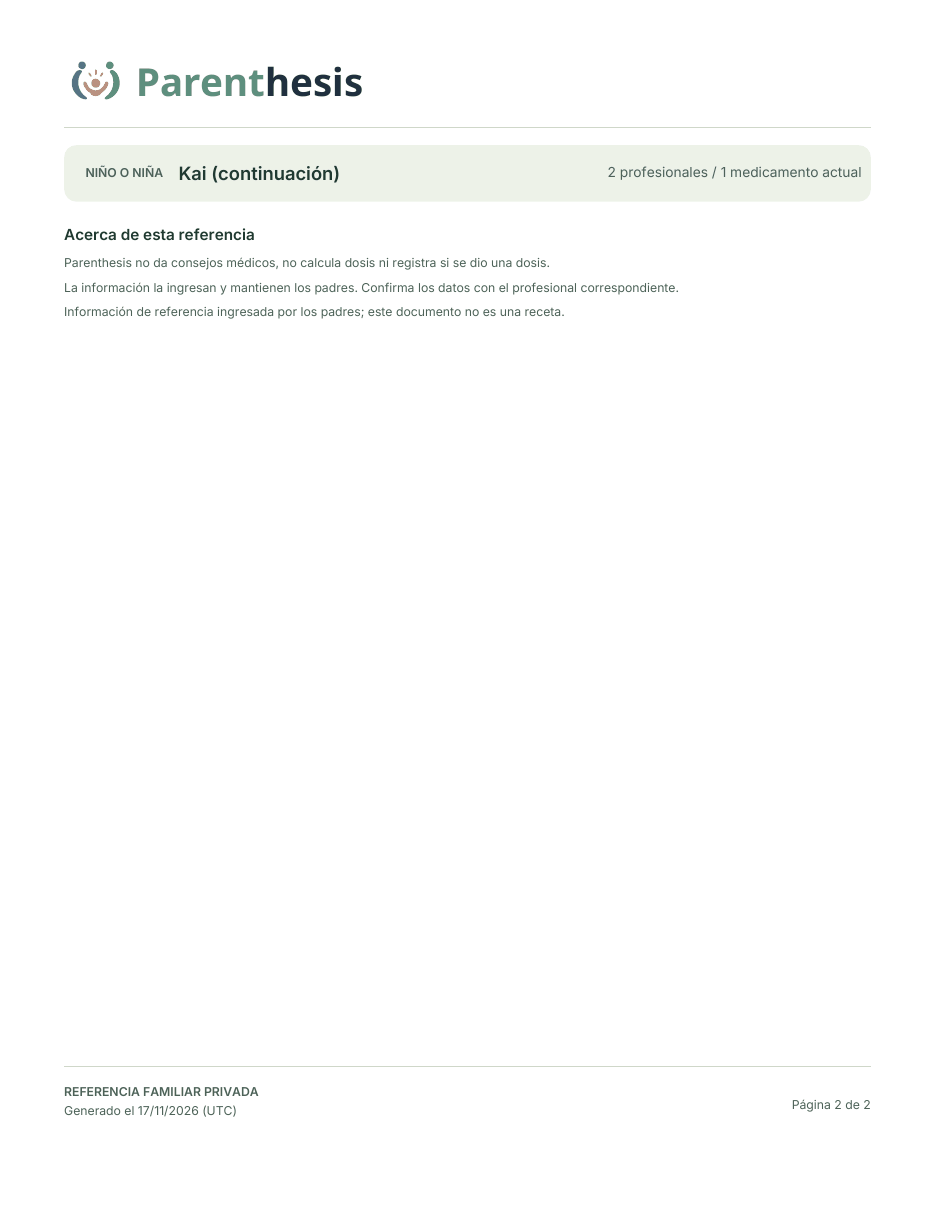 Parenthesis
NIÑO O NIÑA Kai (continuación) 2 profesionales / 1 medicamento actual
Acerca de esta referencia
Parenthesis no da consejos médicos, no calcula dosis ni registra si se dio una dosis.
La información la ingresan y mantienen los padres. Confirma los datos con el profesional correspondiente.
Información de referencia ingresada por los padres; este documento no es una receta.
REFERENCIA FAMILIAR PRIVADA
Generado el 17/11/2026 (UTC)
Página 2 de 2